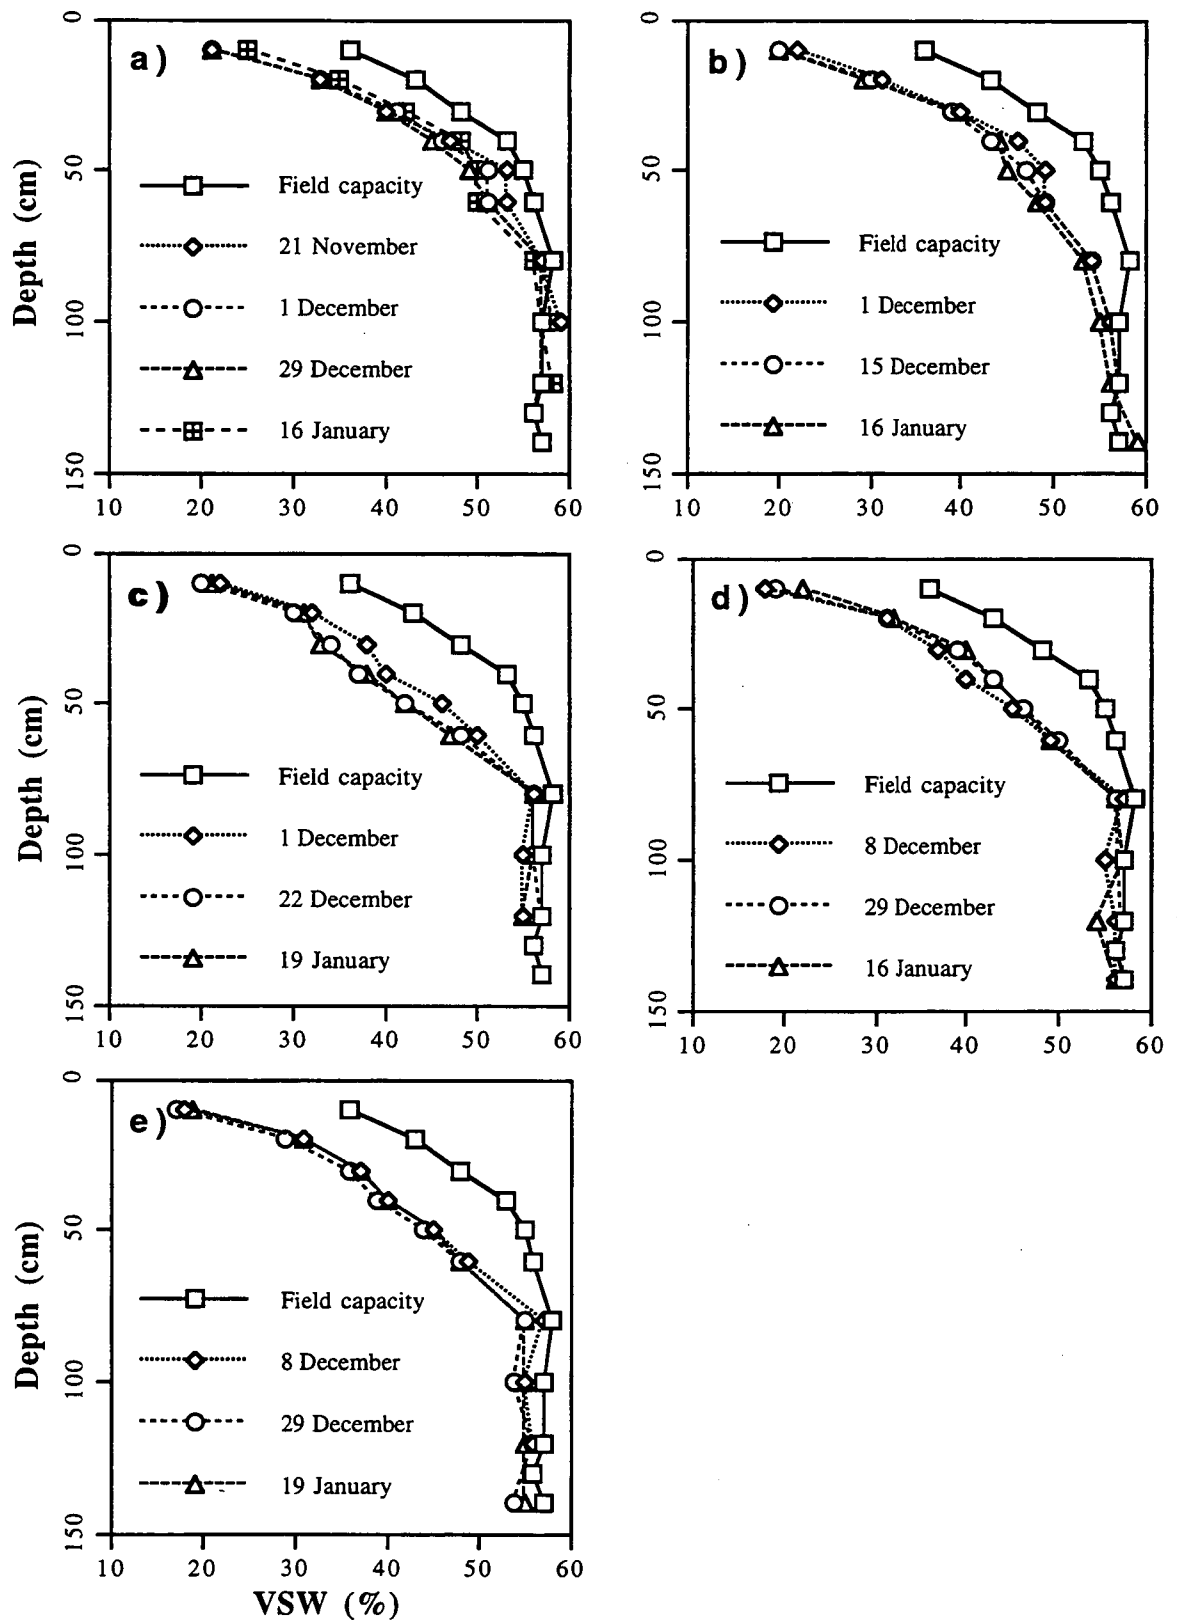 a)
0
50
100
150
Depth (cm)
Field capacity
21 November
1 December
29 December
16 January
10 20 30 40 50 60
b)
0
50
100
150
Field capacity
1 December
15 December
16 January
10 20 30 40 50 60
c)
0
50
100
150
Depth (cm)
Field capacity
1 December
22 December
19 January
10 20 30 40 50 60
d)
0
50
100
150
Field capacity
8 December
29 December
16 January
10 20 30 40 50 60
e)
0
50
100
150
Depth (cm)
Field capacity
8 December
29 December
19 January
10 20 30 40 50 60
VSW (%)